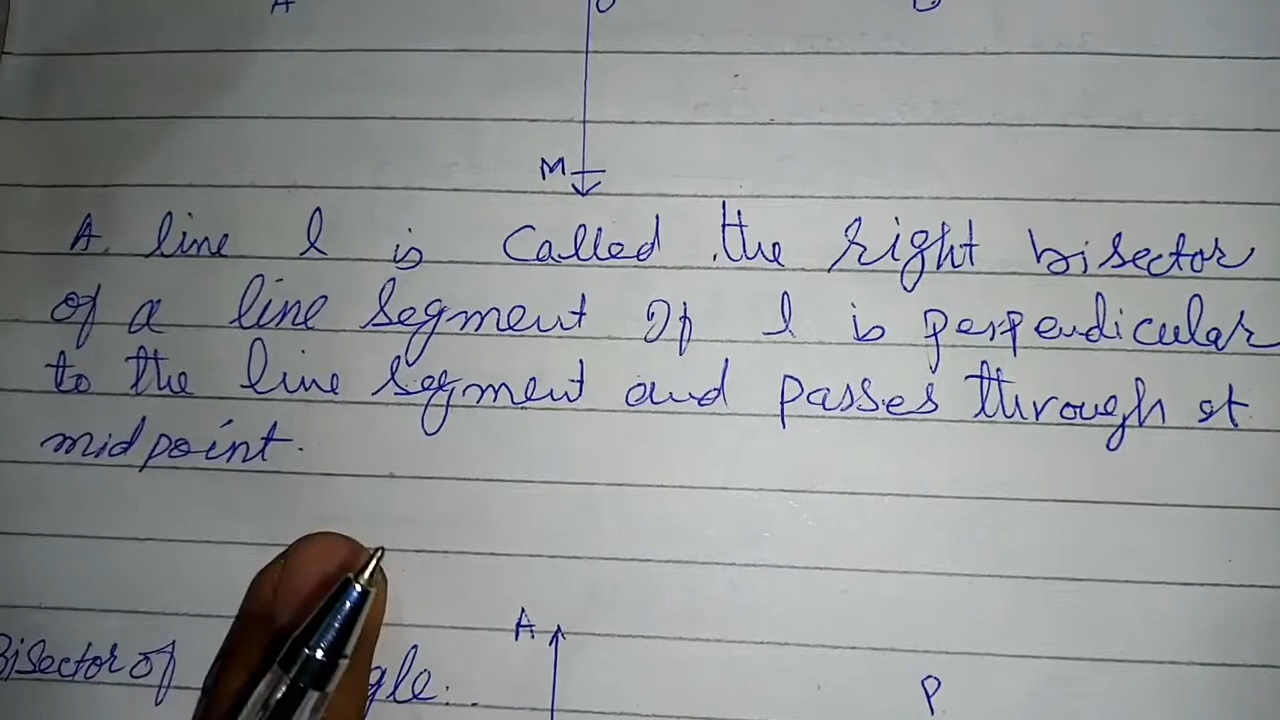 A
M
A line l is called the right bisector
of a line segment If l is perpendicular
to the line segment and passes through st
midpoint.
A
Bisector of gle.
P